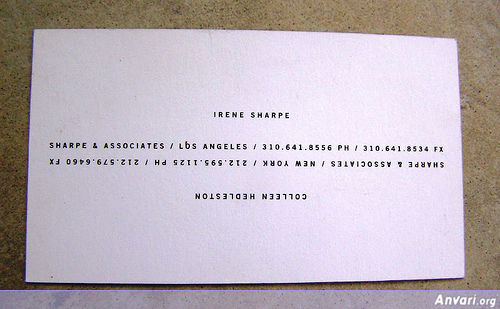 IRENE SHARPE
SHARPE & ASSOCIATES / LOS ANGELES / 310.641.8556 PH / 310.641.8534 FX
SHARPE & ASSOCIATES / NEW YORK / 212.595.1125 PH / 212.579.6460 FX
COLLEEN HEDLESTON
Anvari.org